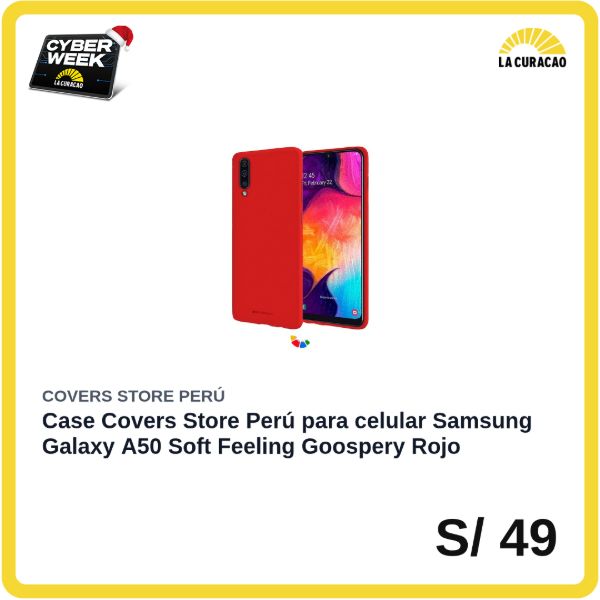 CYBER
WEEK
LA CURACAO
LA CURACAO
COVERS STORE PERÚ
Case Covers Store Perú para celular Samsung
Galaxy A50 Soft Feeling Goospery Rojo
S/ 49